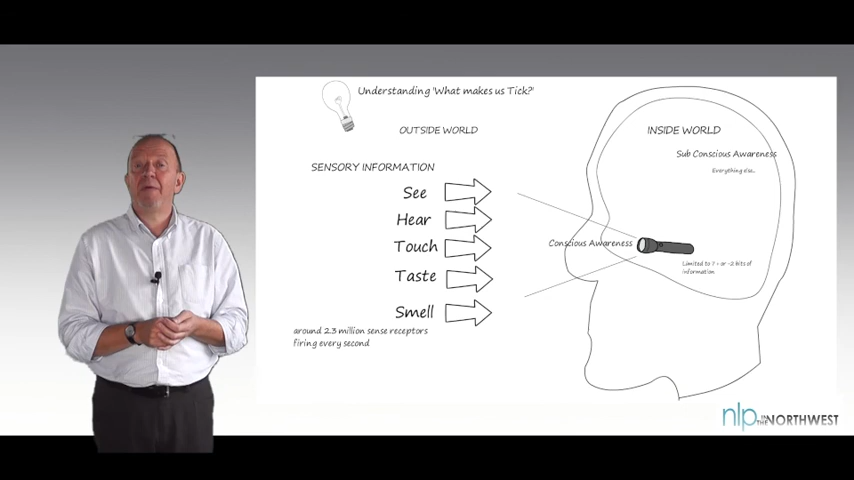 Understanding 'What makes us Tick?'
OUTSIDE WORLD
INSIDE WORLD
Sub Conscious Awareness
Everything else..
SENSORY INFORMATION
See
Hear
Touch
Taste
Smell
Conscious Awareness
Limited to 7 + or -2 bits of
information
around 2.3 million sense receptors
firing every second
nlp IN THE NORTHWEST